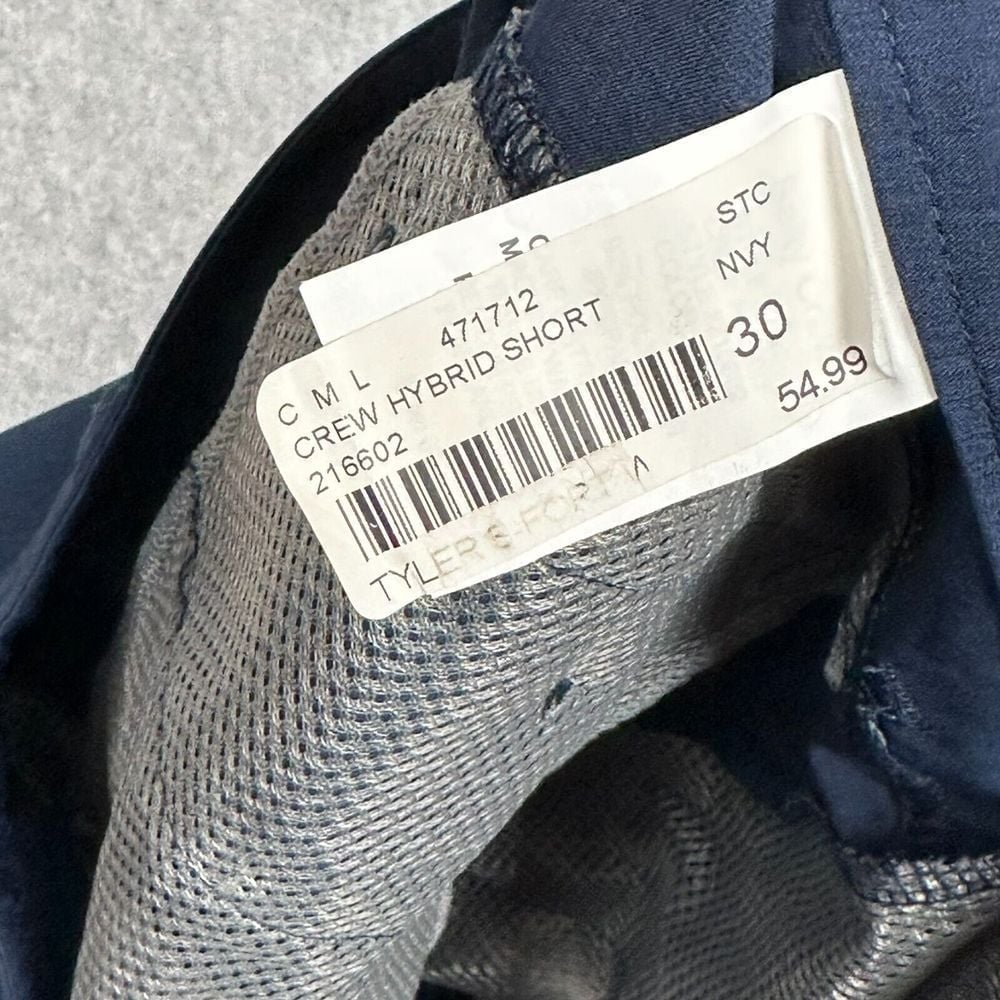 471712
STC
C M L
NVY
CREW HYBRID SHORT
216602
30
54.99